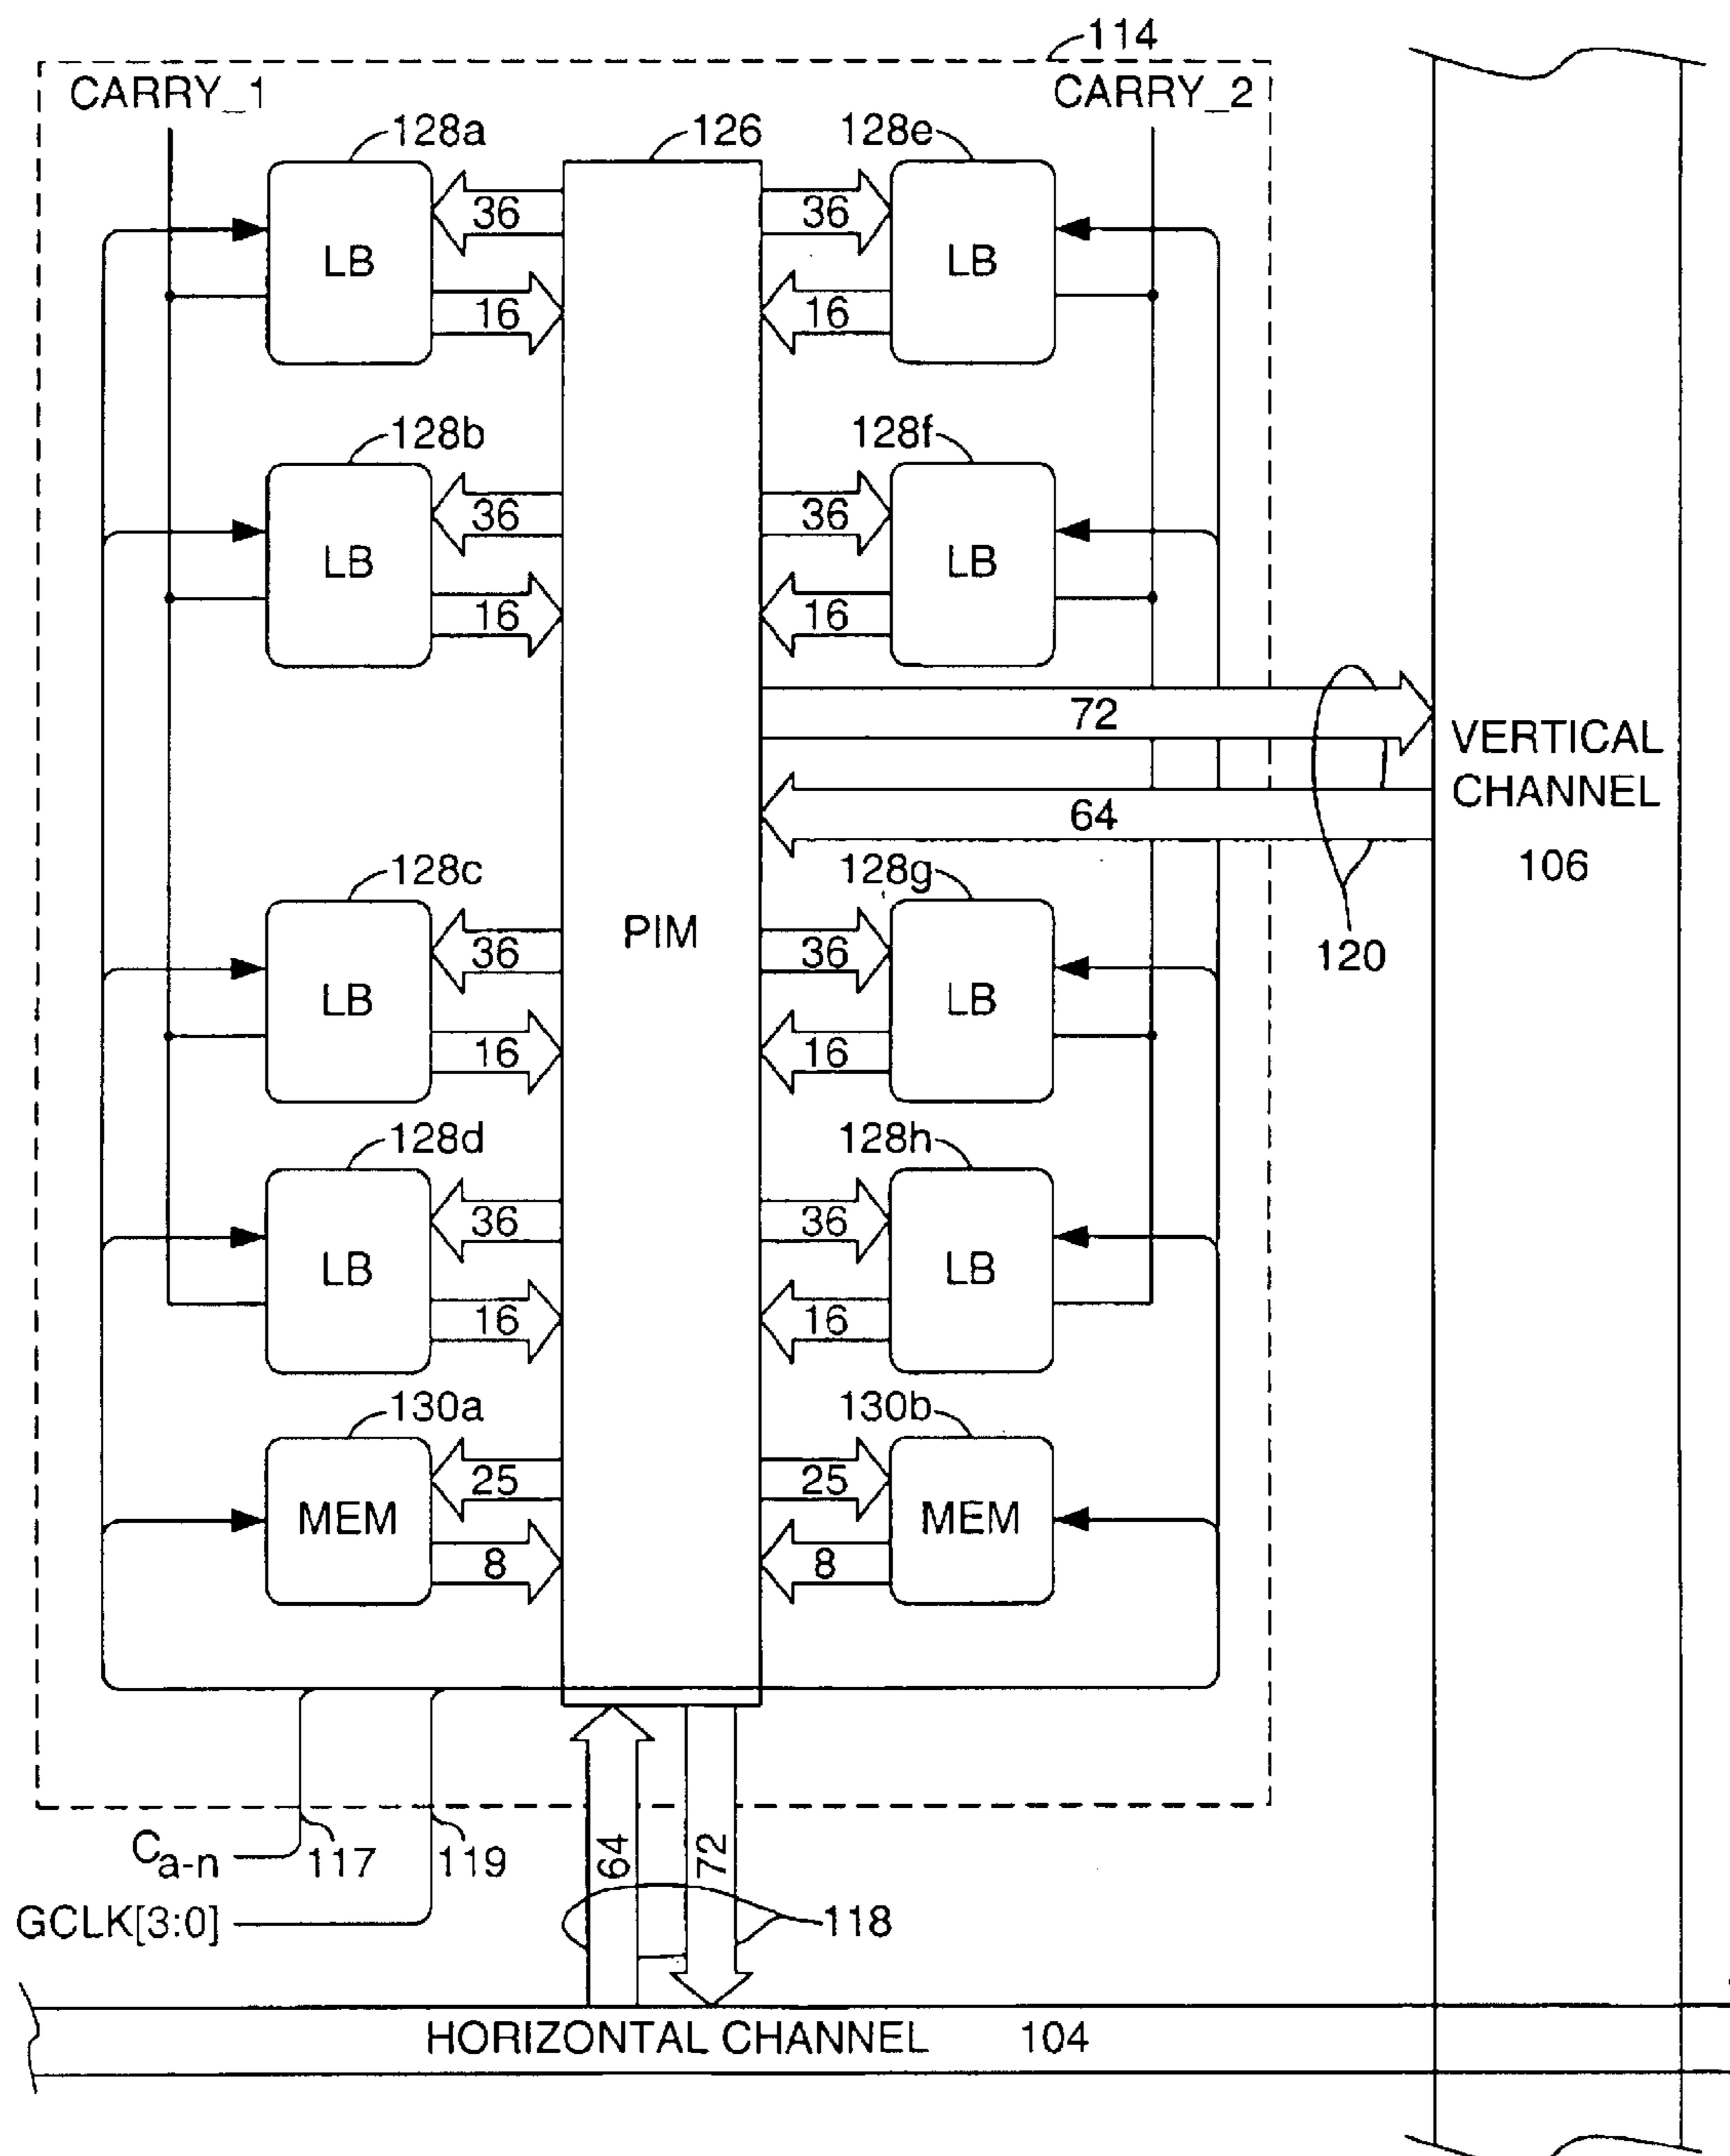 114
CARRY_1
CARRY_2
128a
126
128e
36
36
LB
LB
16
16
128b
128f
36
36
LB
LB
16
16
72
VERTICAL
CHANNEL
64
106
128c
128g
PIM
120
36
36
LB
LB
16
16
128d
128h
36
36
LB
LB
16
16
130a
130b
25
25
MEM
MEM
8
8
Ca-n
117
119
64
72
GCLK[3:0]
118
HORIZONTAL CHANNEL 104